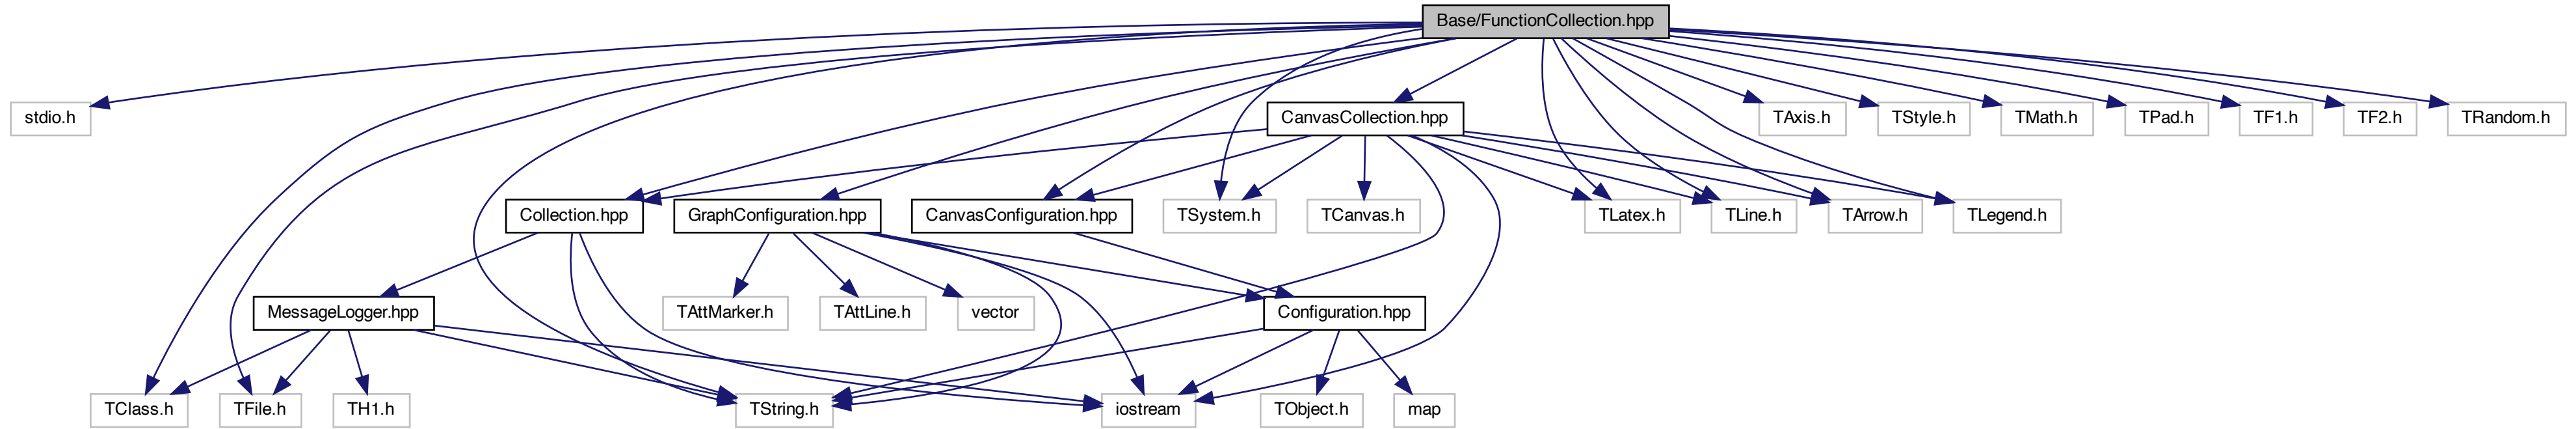 Base/FunctionCollection.hpp
stdio.h
CanvasCollection.hpp
TAxis.h
TStyle.h
TMath.h
TPad.h
TF1.h
TF2.h
TRandom.h
Collection.hpp
GraphConfiguration.hpp
CanvasConfiguration.hpp
TSystem.h
TCanvas.h
TLatex.h
TLine.h
TArrow.h
TLegend.h
MessageLogger.hpp
TAttMarker.h
TAttLine.h
vector
Configuration.hpp
TClass.h
TFile.h
TH1.h
TString.h
iostream
TObject.h
map